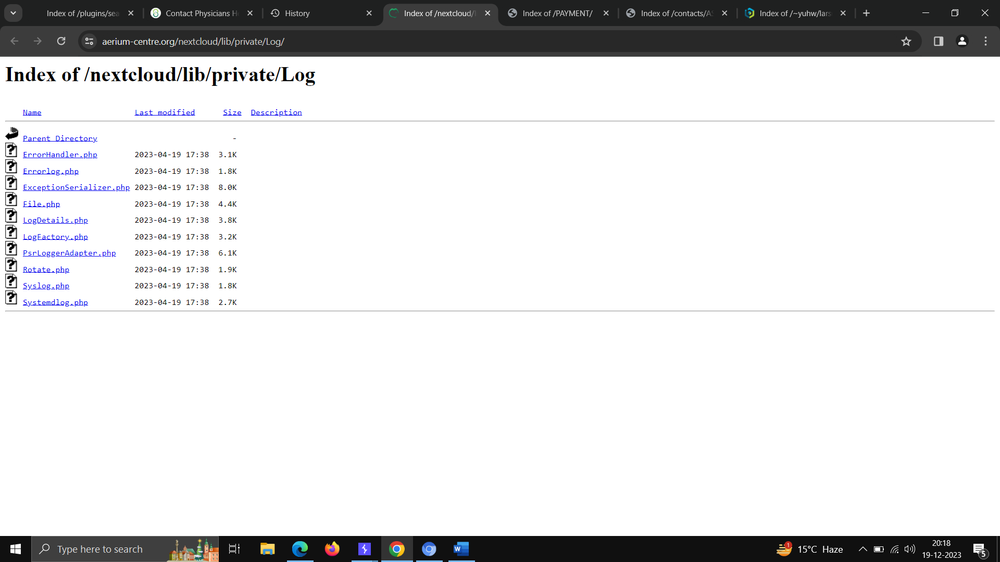 Index of /plugins/sea
Contact Physicians H
History
Index of /nextcloud/l
Index of /PAYMENT/
Index of /contacts/AS
Index of /~yuhw/lars
aerium-centre.org/nextcloud/lib/private/Log/
Index of /nextcloud/lib/private/Log
Name Last modified Size Description
Parent Directory -
ErrorHandler.php 2023-04-19 17:38 3.1K
Errorlog.php 2023-04-19 17:38 1.8K
ExceptionSerializer.php 2023-04-19 17:38 8.0K
File.php 2023-04-19 17:38 4.4K
LogDetails.php 2023-04-19 17:38 3.8K
LogFactory.php 2023-04-19 17:38 3.2K
PsrLoggerAdapter.php 2023-04-19 17:38 6.1K
Rotate.php 2023-04-19 17:38 1.9K
Syslog.php 2023-04-19 17:38 1.8K
Systemdlog.php 2023-04-19 17:38 2.7K
Type here to search
W
1
15°C Haze
20:18
19-12-2023
5